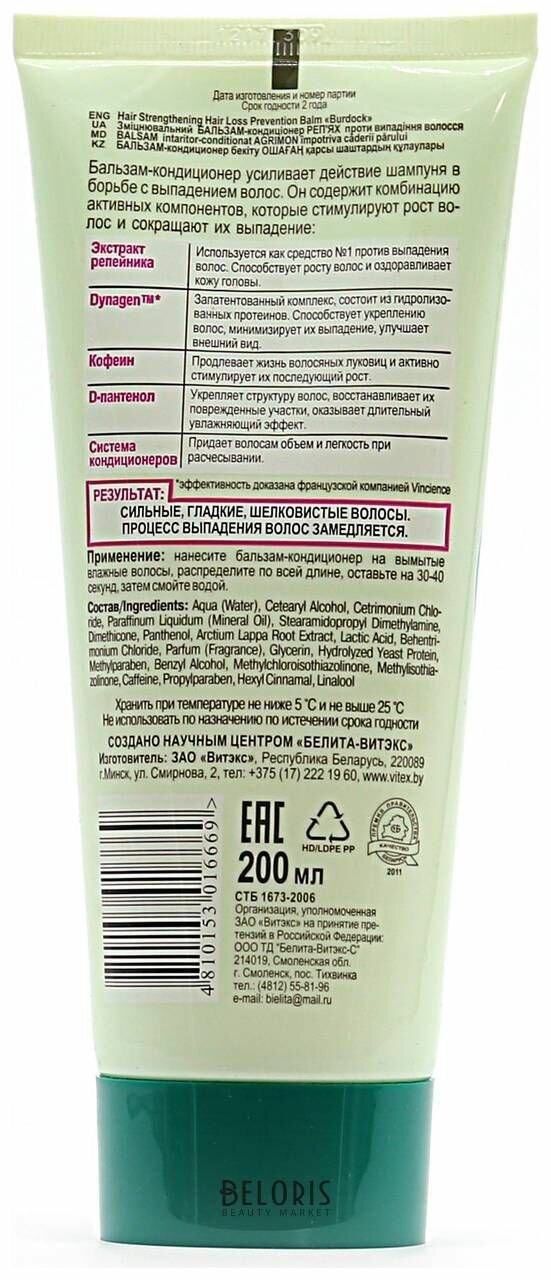 Дата изготовления и номер партии
Срок годности 2 года
ENG Hair Strengthening Hair Loss Prevention Balm «Burdock»
UA Зміцнювальний БАЛЬЗАМ-кондиціонер РЕП'ЯХ проти випадіння волосся
MD BALSAM intaritor-conditionat AGRIMON împotriva căderii părului
KZ БАЛЬЗАМ-кондиционер бекіту ОШАҒАН қарсы шаштардың құлаулары
Бальзам-кондиционер усиливает действие шампуня в
борьбе с выпадением волос. Он содержит комбинацию
активных компонентов, которые стимулируют рост во-
лос и сокращают их выпадение:
Экстракт
репейника
Используется как средство №1 против выпадения
волос. Способствует росту волос и оздоравливает
кожу головы.
Dynagen™*
Запатентованный комплекс, состоит из гидролизо-
ванных протеинов. Способствует укреплению
волос, минимизирует их выпадение, улучшает
внешний вид.
Кофеин
Продлевает жизнь волосяных луковиц и активно
стимулирует их последующий рост.
D-пантенол
Укрепляет структуру волос, восстанавливает их
поврежденные участки, оказывает длительный
увлажняющий эффект.
Система
кондиционеров
Придает волосам объем и легкость при
расчесывании.
*эффективность доказана французской компанией Vincience
РЕЗУЛЬТАТ:
СИЛЬНЫЕ, ГЛАДКИЕ, ШЕЛКОВИСТЫЕ ВОЛОСЫ.
ПРОЦЕСС ВЫПАДЕНИЯ ВОЛОС ЗАМЕДЛЯЕТСЯ.
Применение: нанесите бальзам-кондиционер на вымытые
влажные волосы, распределите по всей длине, оставьте на 30-40
секунд, затем смойте водой.
Состав/Ingredients: Aqua (Water), Cetearyl Alcohol, Cetrimonium Chlo-
ride, Paraffinum Liquidum (Mineral Oil), Stearamidopropyl Dimethylamine,
Dimethicone, Panthenol, Arctium Lappa Root Extract, Lactic Acid, Behentri-
monium Chloride, Parfum (Fragrance), Glycerin, Hydrolyzed Yeast Protein,
Methylparaben, Benzyl Alcohol, Methylchloroisothiazolinone, Methylisothia-
zolinone, Caffeine, Propylparaben, Hexyl Cinnamal, Linalool
Хранить при температуре не ниже 5 °С и не выше 25 °С
Не использовать по назначению по истечении срока годности
СОЗДАНО НАУЧНЫМ ЦЕНТРОМ «БЕЛИТА-ВИТЭКС»
Изготовитель: ЗАО «Витэкс», Республика Беларусь, 220089
г.Минск, ул. Смирнова, 2, тел: +375 (17) 222 19 60, www.vitex.by
4810153016669>
ЕАС
HD/LDPE PP
ПРЕМИЯ ПРАВИТЕЛЬСТВА
КАЧЕСТВО
БЕЛАРУСИ
2011
200 мл
СТБ 1673-2006
Организация, уполномоченная
ЗАО «Витэкс» на принятие пре-
тензий в Российской Федерации:
ООО ТД "Белита-Витэкс-С"
214019, Смоленская обл.
г. Смоленск, пос. Тихвинка
тел. (4812) 55-81-96
e-mail: bielita@mail.ru
BELORIS
BEAUTY MARKET